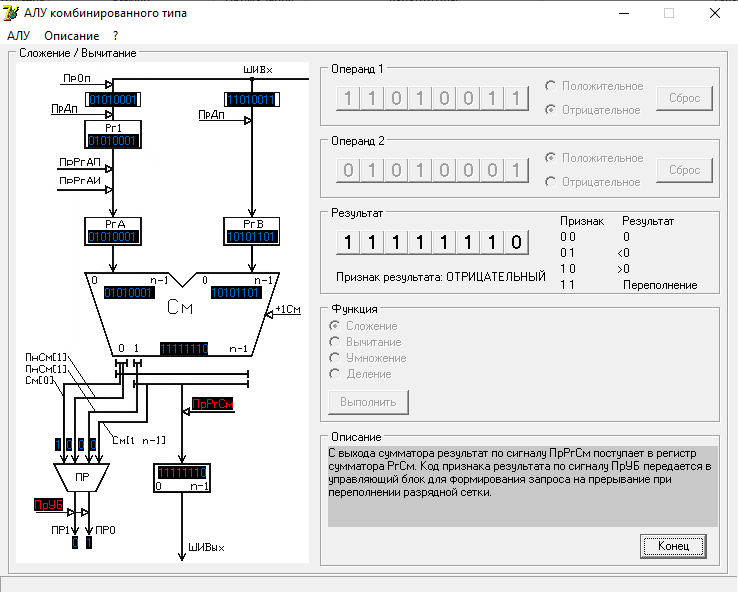 АЛУ комбинированного типа
АЛУ Описание ?
Сложение / Вычитание
ПрОп
ШИВх
01010001
11010011
ПрДп
ПрДп
Рг1
01010001
ПрРгАП
ПрРгАИ
РгА
01010001
РгВ
10101101
0 n-1 0 n-1
01010001 10101101
См
+1См
0 1 11111110 n-1
ПнСм[1]
ПнСм[1]
См[0]
ПрРгСм
См[1 n-1]
ПР
11111110
0 n-1
ПрУБ
ПР1 ПР0
0 1
ШИВых
Операнд 1
1 1 0 1 0 0 1 1
Положительное
Отрицательное
Сброс
Операнд 2
0 1 0 1 0 0 0 1
Положительное
Отрицательное
Сброс
Результат
1 1 1 1 1 1 1 0
Признак результата: ОТРИЦАТЕЛЬНЫЙ
Признак Результат
0 0 0
0 1 <0
1 0 >0
1 1 Переполнение
Функция
Сложение
Вычитание
Умножение
Деление
Выполнить
Описание
С выхода сумматора результат по сигналу ПрРгСм поступает в регистр
сумматора РгСм. Код признака результата по сигналу ПрУБ передается в
управляющий блок для формирования запроса на прерывание при
переполнении разрядной сетки.
Конец